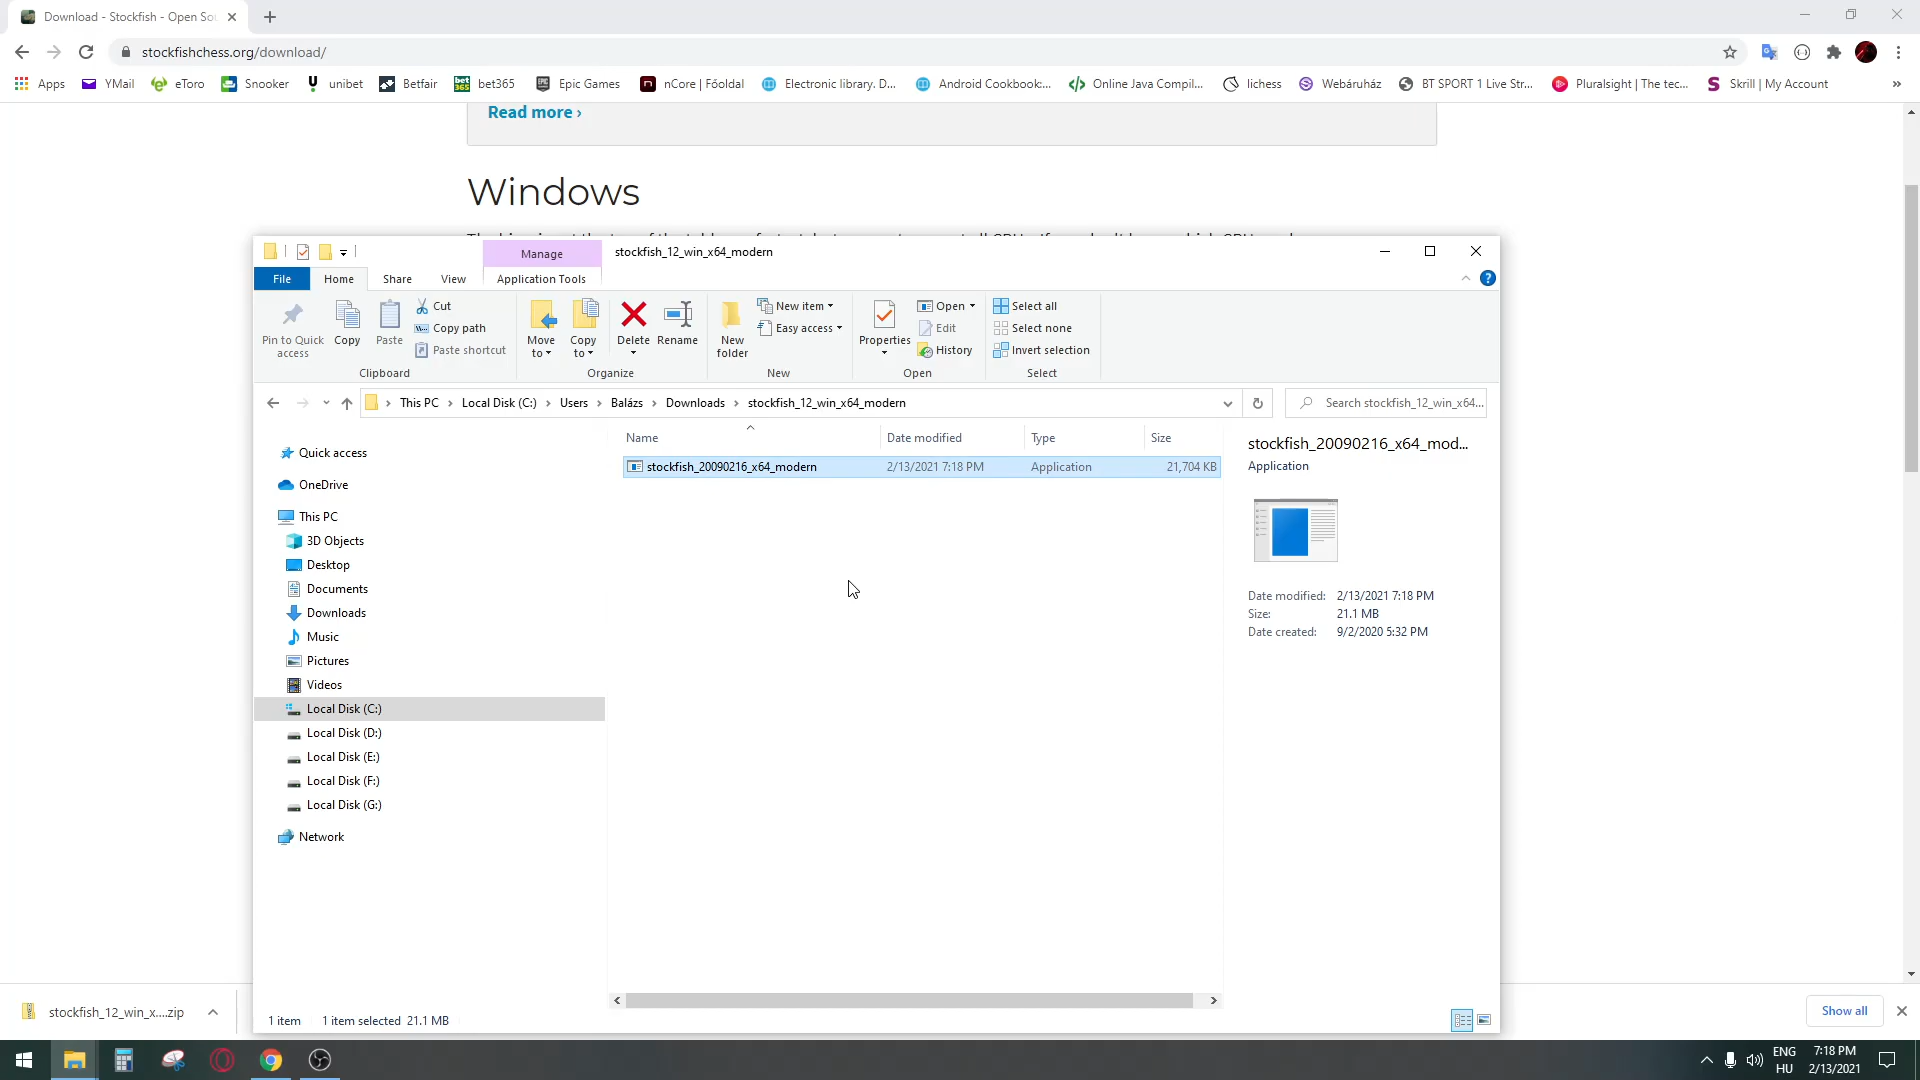 Download - Stockfish - Open Sou
stockfishchess.org/download/
Apps YMail eToro Snooker unibet Betfair bet365 Epic Games nCore | Főoldal Electronic library. D... Android Cookbook:... Online Java Compil... lichess Webáruház BT SPORT 1 Live Str... Pluralsight | The tec... Skrill | My Account »
Read more ›
Windows
Manage stockfish_12_win_x64_modern
File Home Share View Application Tools
Pin to Quick access
Copy
Paste
Cut
Copy path
Paste shortcut
Clipboard
Move to
Copy to
Delete
Rename
Organize
New folder
New item
Easy access
New
Properties
Open
Edit
History
Open
Select all
Select none
Invert selection
Select
This PC › Local Disk (C:) › Users › Balázs › Downloads › stockfish_12_win_x64_modern
Search stockfish_12_win_x64...
Quick access
OneDrive
This PC
3D Objects
Desktop
Documents
Downloads
Music
Pictures
Videos
Local Disk (C:)
Local Disk (D:)
Local Disk (E:)
Local Disk (F:)
Local Disk (G:)
Network
Name Date modified Type Size
stockfish_20090216_x64_modern 2/13/2021 7:18 PM Application 21,704 KB
stockfish_20090216_x64_mod...
Application
Date modified: 2/13/2021 7:18 PM
Size: 21.1 MB
Date created: 9/2/2020 5:32 PM
1 item 1 item selected 21.1 MB
stockfish_12_win_x....zip
Show all
ENG
HU
7:18 PM
2/13/2021